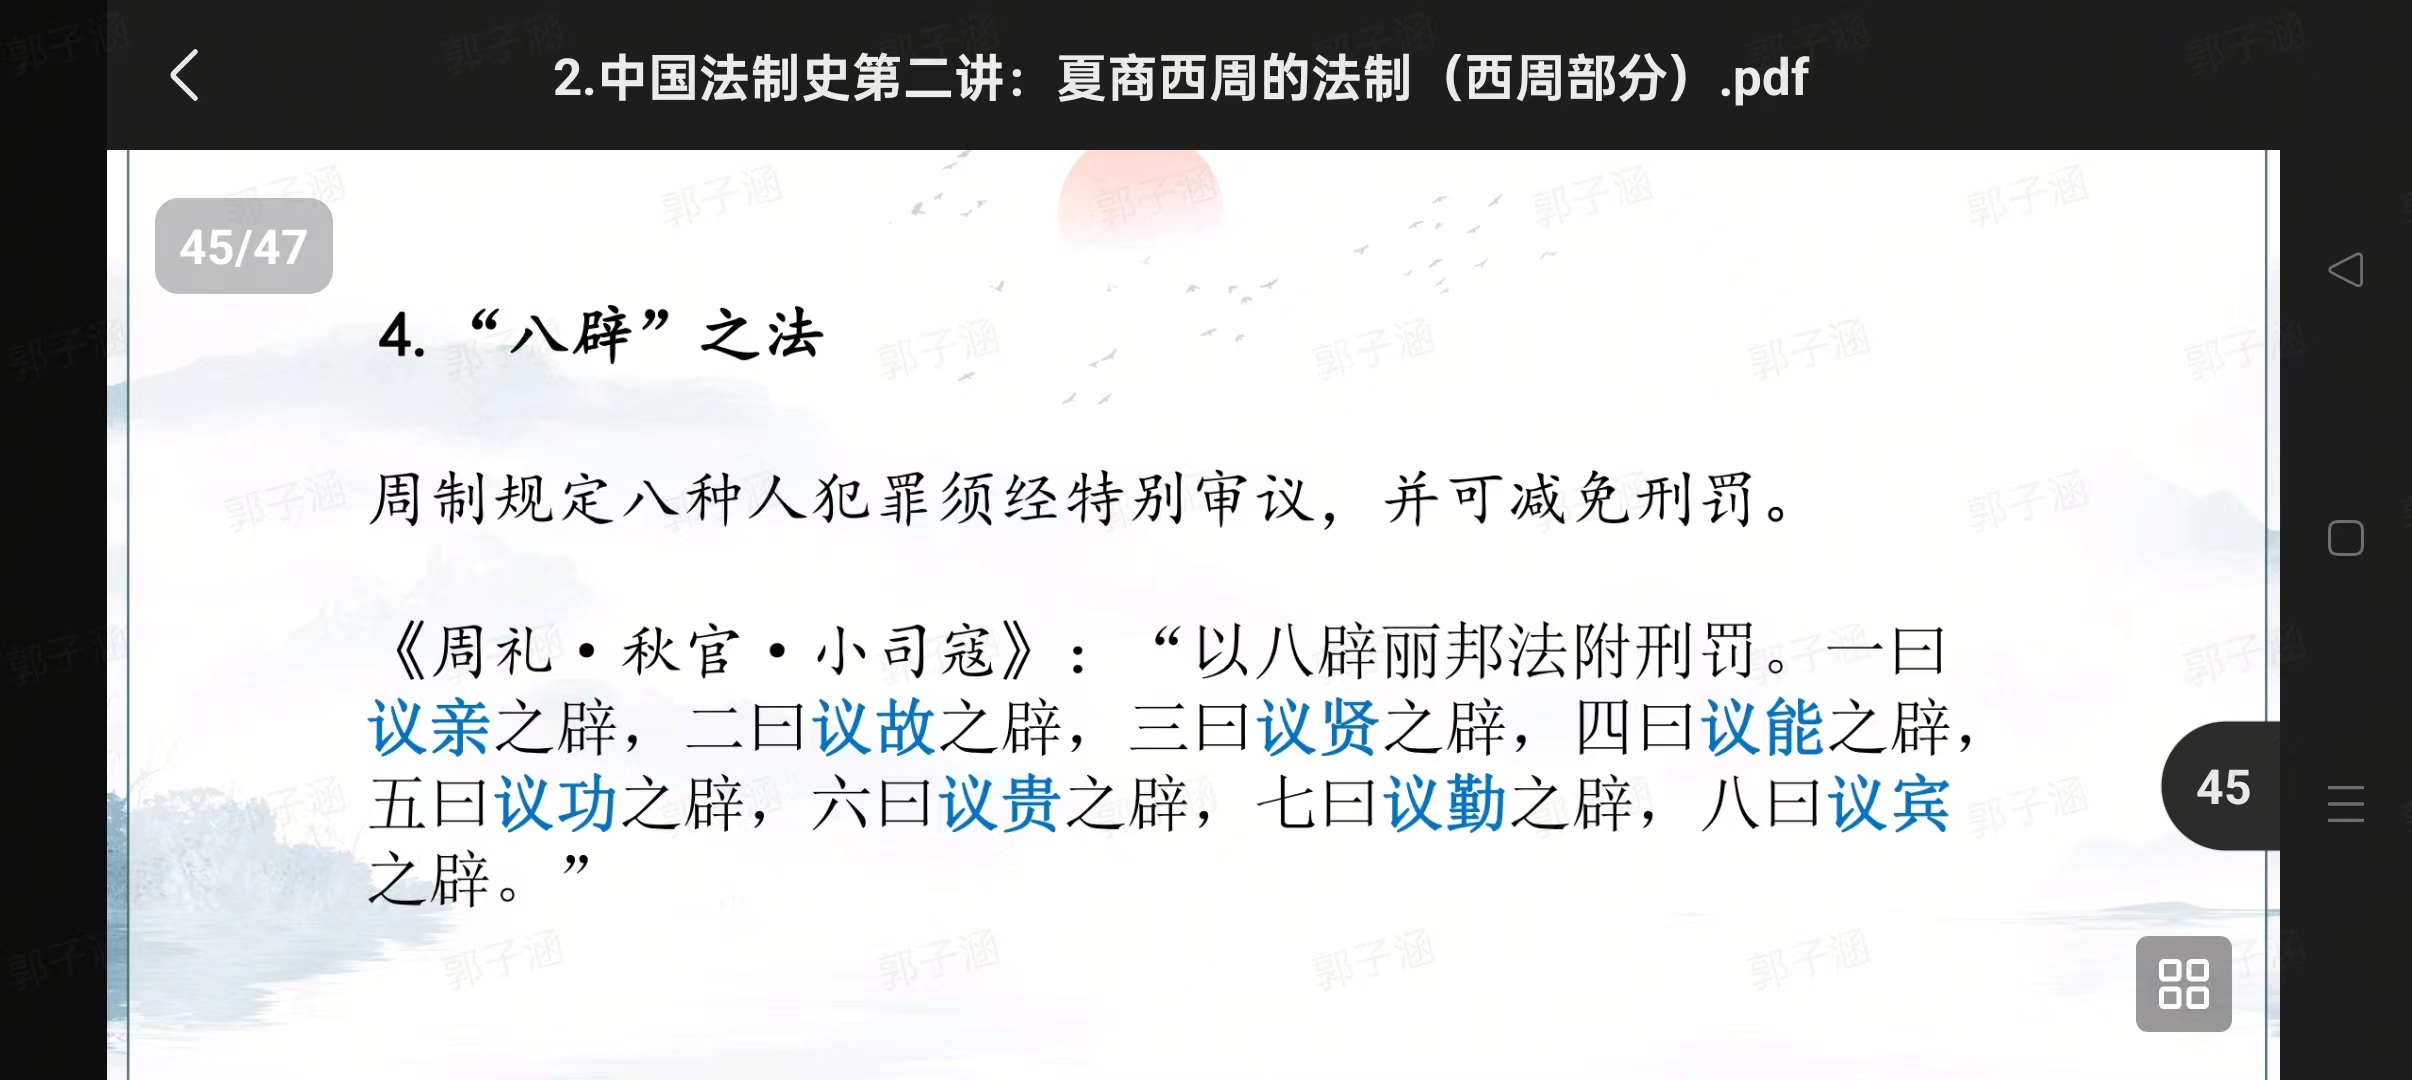 2.中国法制史第二讲：夏商西周的法制（西周部分）.pdf
45/47
4.“八辟”之法
周制规定八种人犯罪须经特别审议，并可减免刑罚。
《周礼·秋官·小司寇》：“以八辟丽邦法附刑罚。一曰
议亲之辟，二曰议故之辟，三曰议贤之辟，四曰议能之辟，
五曰议功之辟，六曰议贵之辟，七曰议勤之辟，八曰议宾
之辟。”
45
郭子涵